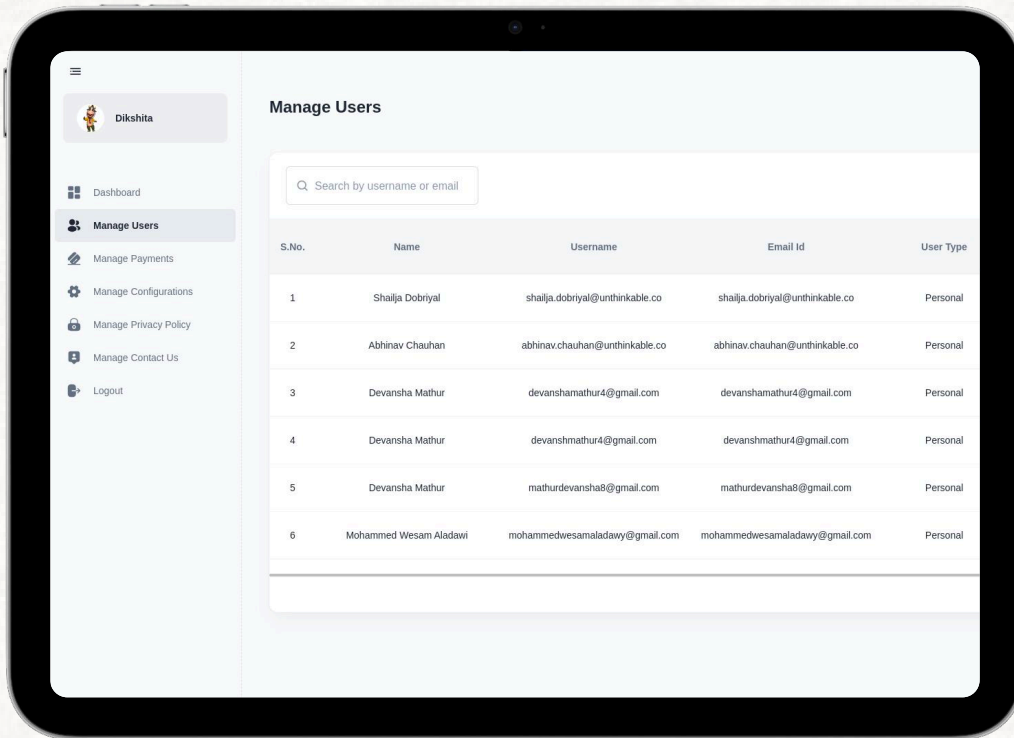 Dikshita
Dashboard
Manage Users
Manage Payments
Manage Configurations
Manage Privacy Policy
Manage Contact Us
Logout
Manage Users
Search by username or email
S.No. Name Username Email Id User Type
1 Shailja Dobriyal shailja.dobriyal@unthinkable.co shailja.dobriyal@unthinkable.co Personal
2 Abhinav Chauhan abhinav.chauhan@unthinkable.co abhinav.chauhan@unthinkable.co Personal
3 Devansha Mathur devanshamathur4@gmail.com devanshamathur4@gmail.com Personal
4 Devansha Mathur devanshmathur4@gmail.com devanshmathur4@gmail.com Personal
5 Devansha Mathur mathurdevansha8@gmail.com mathurdevansha8@gmail.com Personal
6 Mohammed Wesam Aladawi mohammedwesamaladawy@gmail.com mohammedwesamaladawy@gmail.com Personal